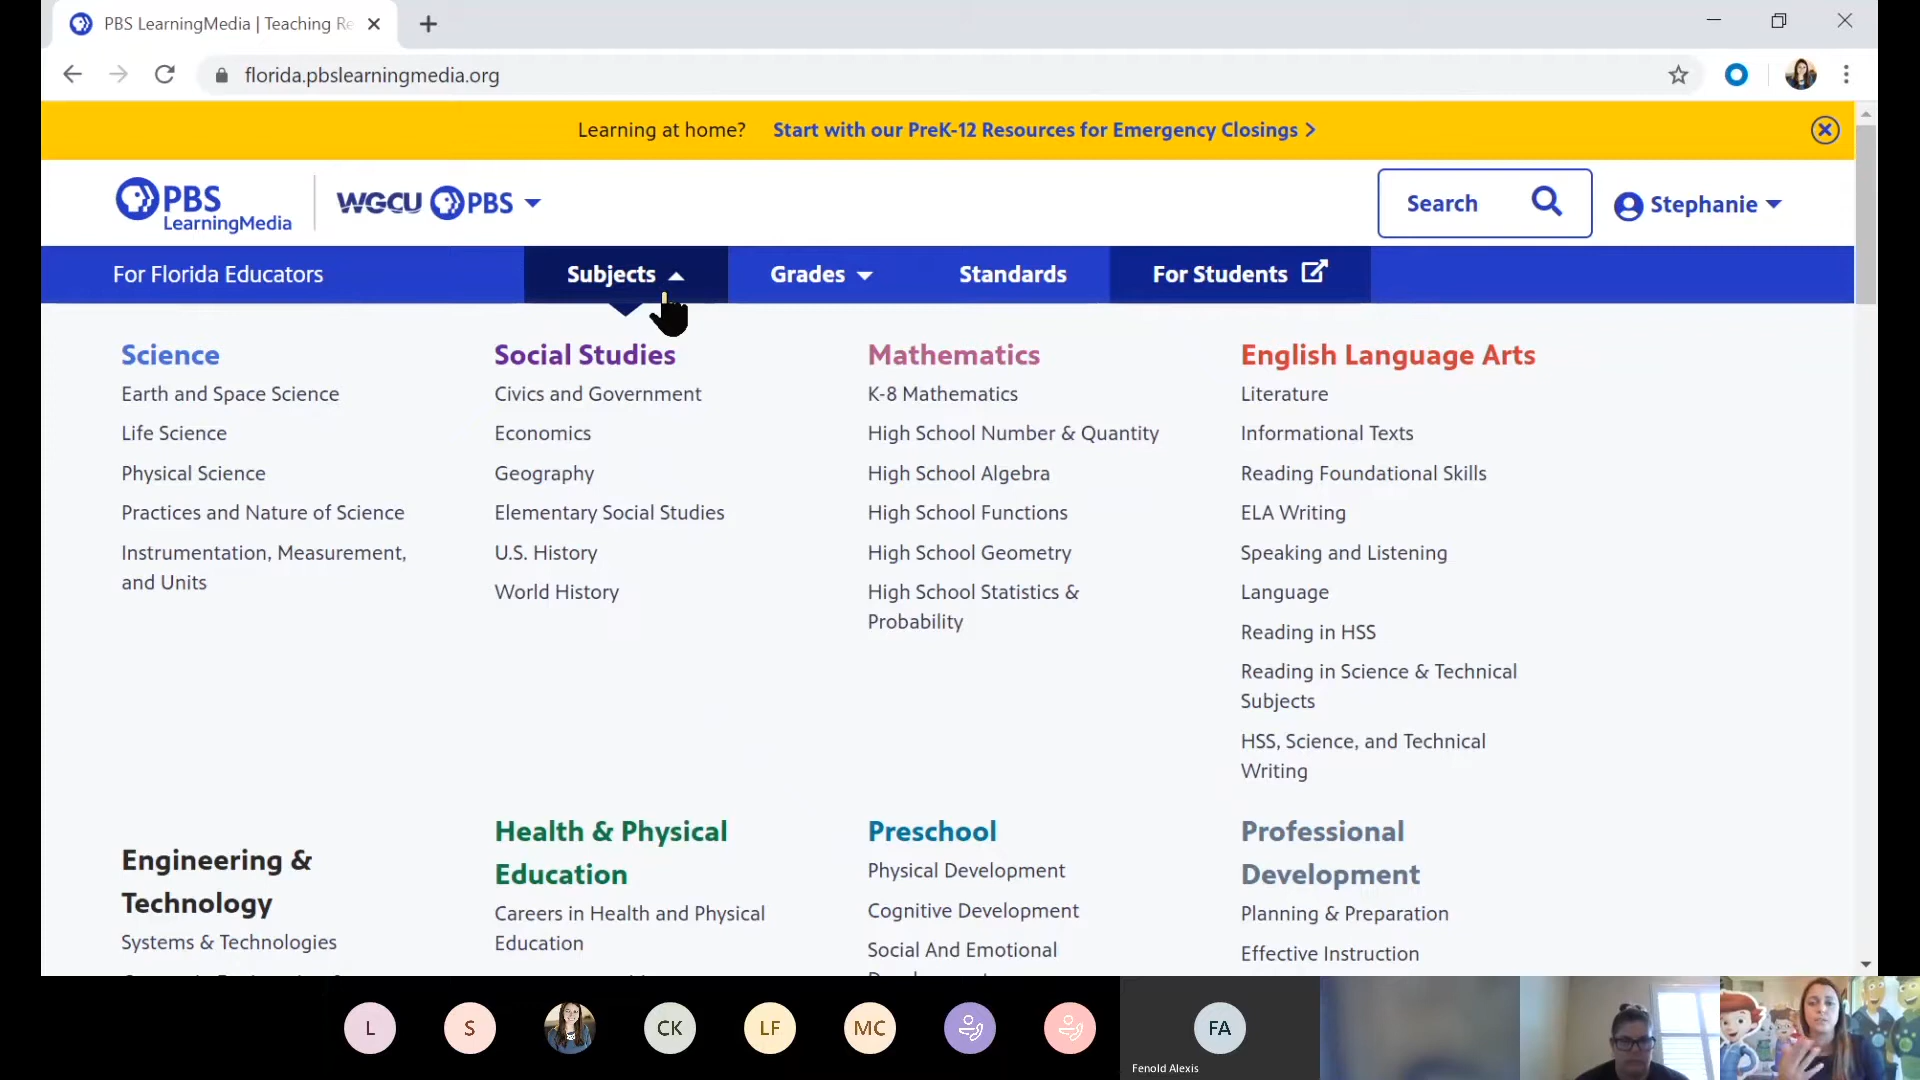 PBS LearningMedia | Teaching Re
florida.pbslearningmedia.org
Learning at home? Start with our PreK-12 Resources for Emergency Closings >
PBS
LearningMedia
WGCU PBS
Search
Stephanie
For Florida Educators
Subjects
Grades
Standards
For Students
Science
Earth and Space Science
Life Science
Physical Science
Practices and Nature of Science
Instrumentation, Measurement,
and Units
Social Studies
Civics and Government
Economics
Geography
Elementary Social Studies
U.S. History
World History
Mathematics
K-8 Mathematics
High School Number & Quantity
High School Algebra
High School Functions
High School Geometry
High School Statistics &
Probability
English Language Arts
Literature
Informational Texts
Reading Foundational Skills
ELA Writing
Speaking and Listening
Language
Reading in HSS
Reading in Science & Technical
Subjects
HSS, Science, and Technical
Writing
Engineering &
Technology
Systems & Technologies
Health & Physical
Education
Careers in Health and Physical
Education
Preschool
Physical Development
Cognitive Development
Social And Emotional
Professional
Development
Planning & Preparation
Effective Instruction
L
S
CK
LF
MC
FA
Fenold Alexis